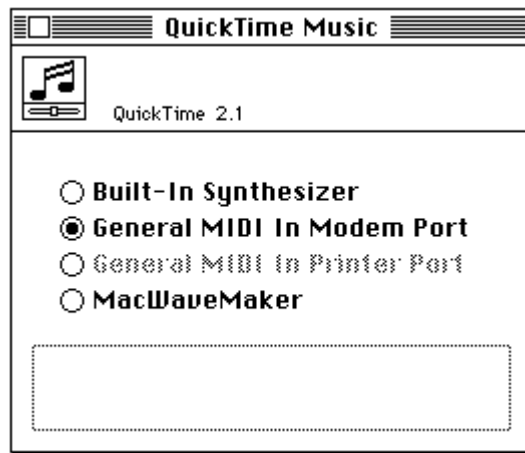 QuickTime Music
QuickTime 2.1
Built-In Synthesizer
General MIDI In Modem Port
General MIDI In Printer Port
MacWaveMaker